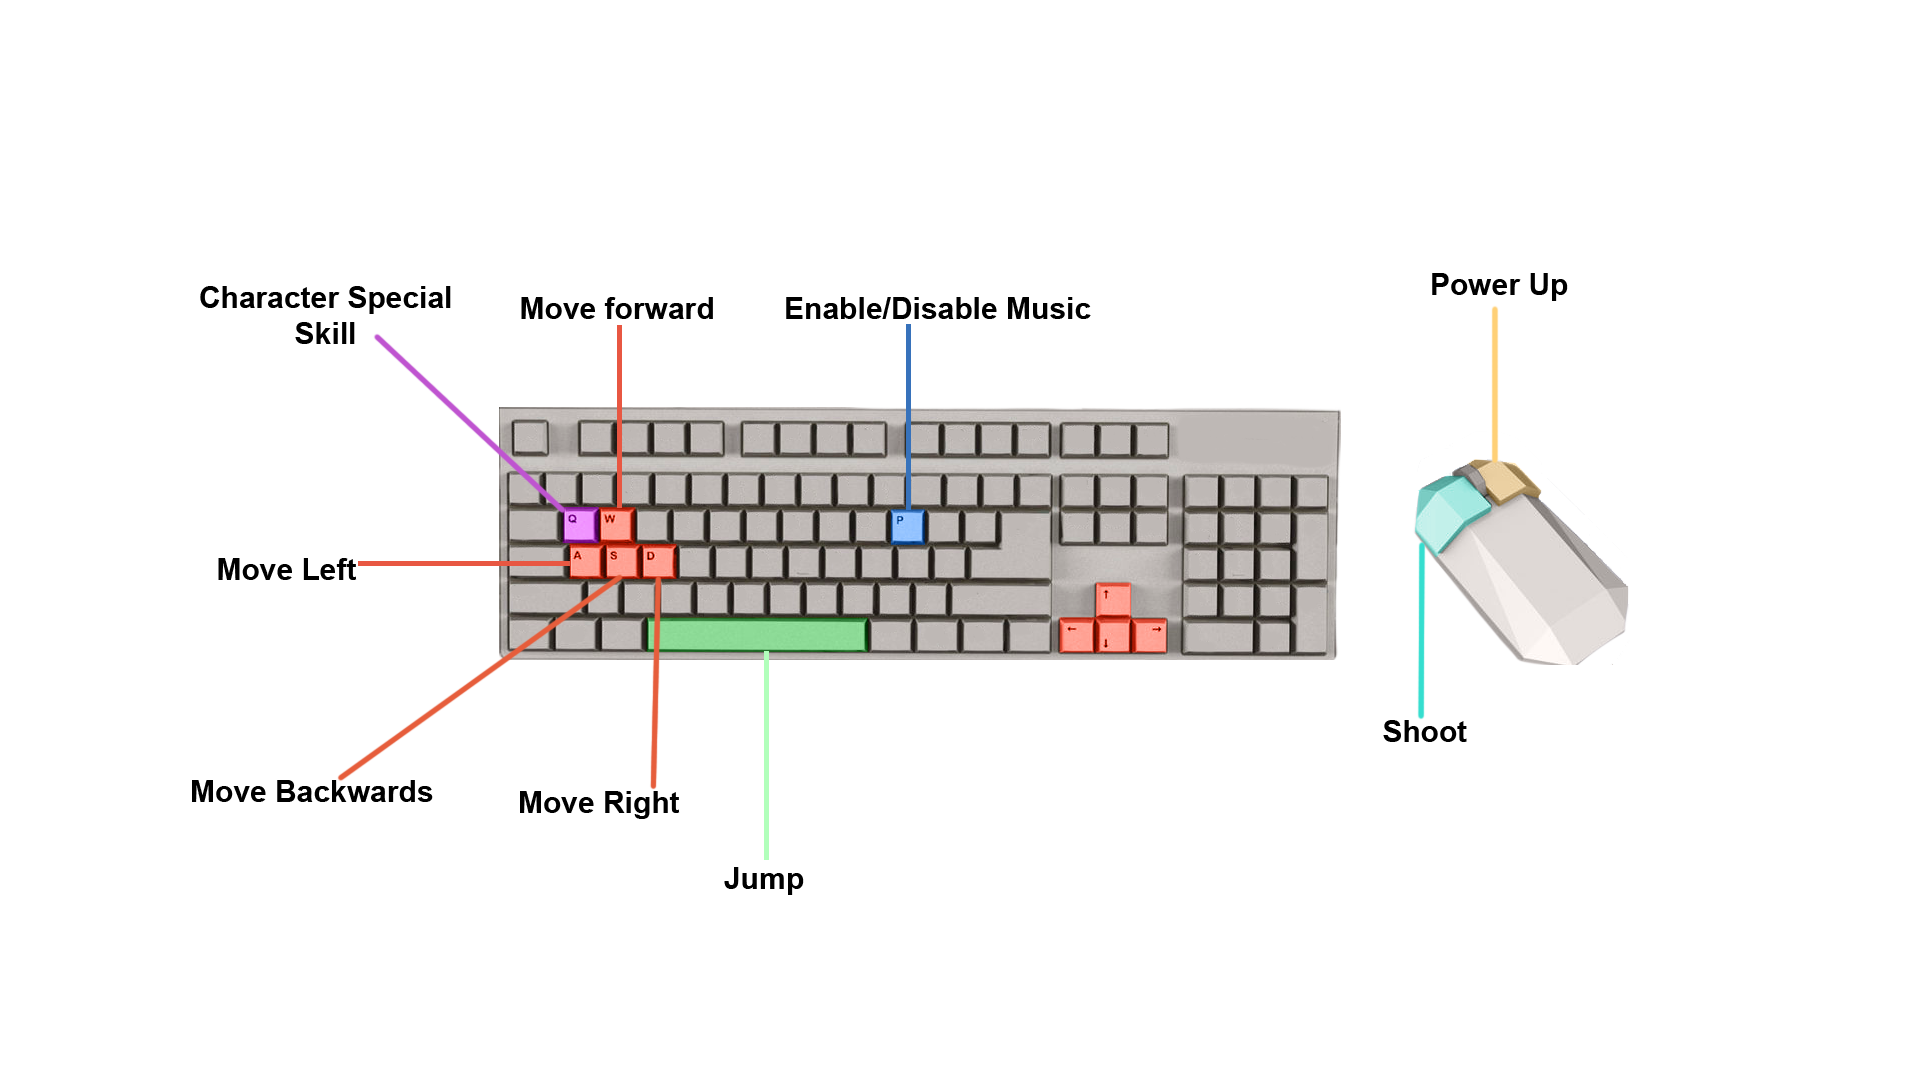 Power Up
Character Special
Skill
Move forward
Enable/Disable Music
Q
W
P
A
S
D
Move Left
↑
←
↓
→
Shoot
Move Backwards
Move Right
Jump